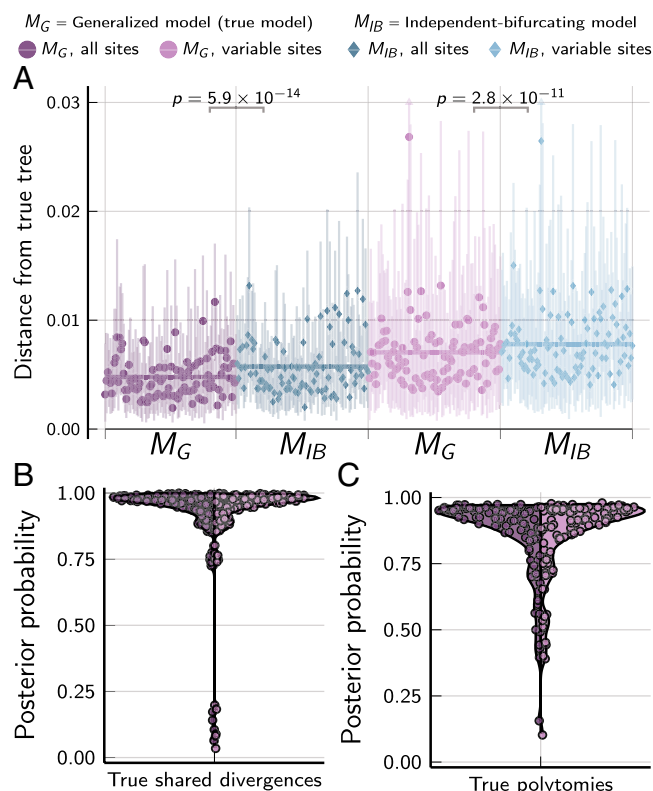 M_G = Generalized model (true model) M_IB = Independent-bifurcating model
M_G, all sites M_G, variable sites M_IB, all sites M_IB, variable sites
A
p = 5.9 × 10^−14 p = 2.8 × 10^−11
Distance from true tree
0.03
0.02
0.01
0.00
M_G M_IB M_G M_IB
B
Posterior probability
1.00
0.75
0.50
0.25
0.00
True shared divergences
C
Posterior probability
1.00
0.75
0.50
0.25
0.00
True polytomies